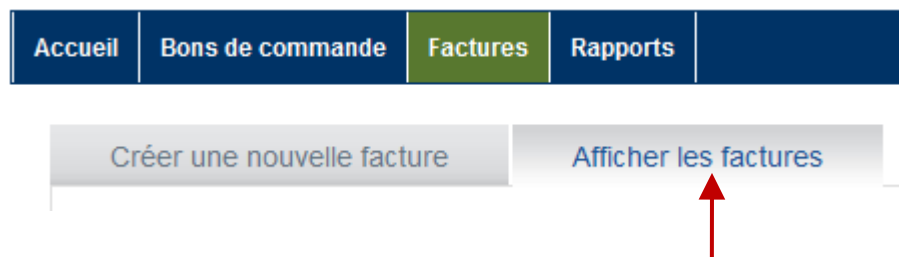 Accueil Bons de commande Factures Rapports
Créer une nouvelle facture Afficher les factures